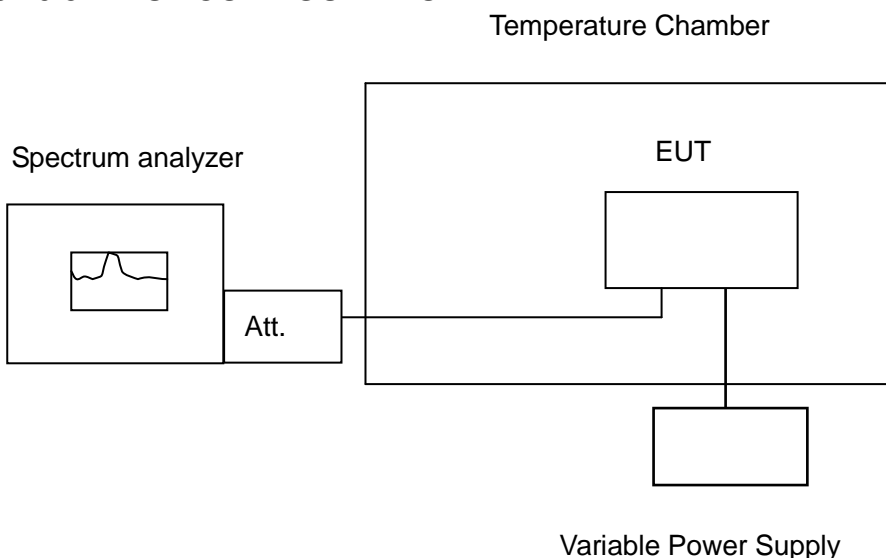 Temperature Chamber
Spectrum analyzer
EUT
Att.
Variable Power Supply